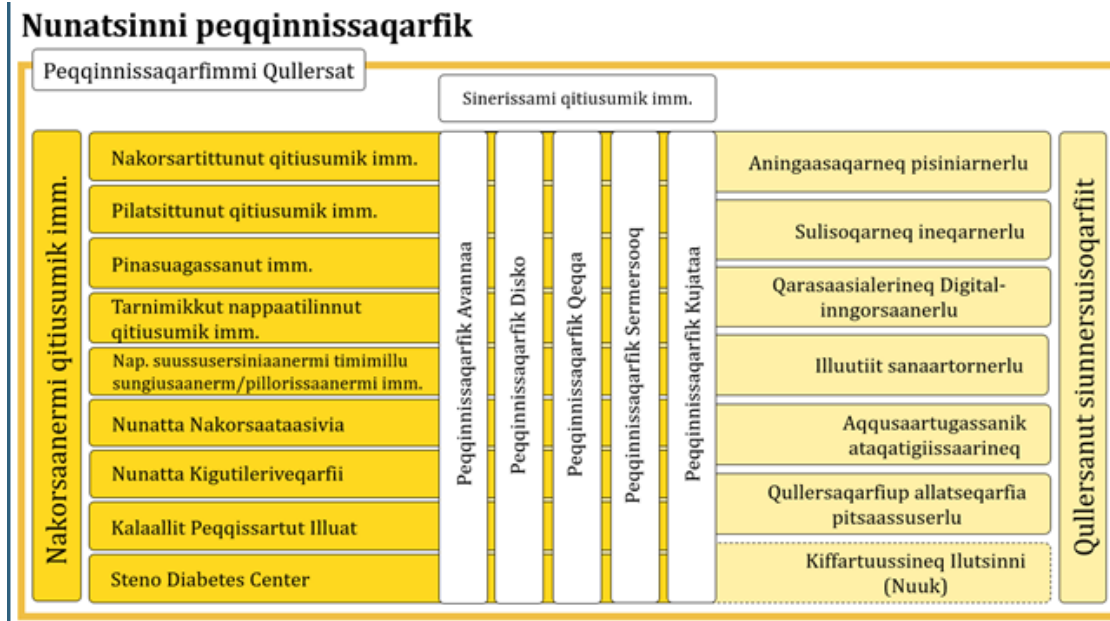 Nunatsinni peqqinnissaqarfik
Peqqinnissaqarfimmi Qullersat
Sinerissami qitiusumik imm.
Nakorsaanermi qitiusumik imm.
Nakorsartittunut qitiusumik imm.
Pilatsittunut qitiusumik imm.
Pinasuagassanut imm.
Tarnimikkut nappaatilinnut
qitiusumik imm.
Nap. suussusersiniaanermi timimillu
sungiusaanerm/pillorissaanermi imm.
Nunatta Nakorsaataasivia
Nunatta Kigutileriveqarfii
Kalaallit Peqqissartut Illuat
Steno Diabetes Center
Peqqinnissaqarfik Avannaa
Peqqinnissaqarfik Disko
Peqqinnissaqarfik Qeqqa
Peqqinnissaqarfik Sermersooq
Peqqinnissaqarfik Kujataa
Aningaasaqarneq pisiniarnerlu
Sulisoqarneq ineqarnerlu
Qarasaasialerineq Digital-
inngorsaanerlu
Illuutiit sanaartornerlu
Aqqusaartugassanik
ataqatigiissaarineq
Qullersaqarfiup allatseqarfia
pitsaassuserlu
Kiffartuussineq Ilutsinni
(Nuuk)
Qullersanut siunnersuisoqarfiit